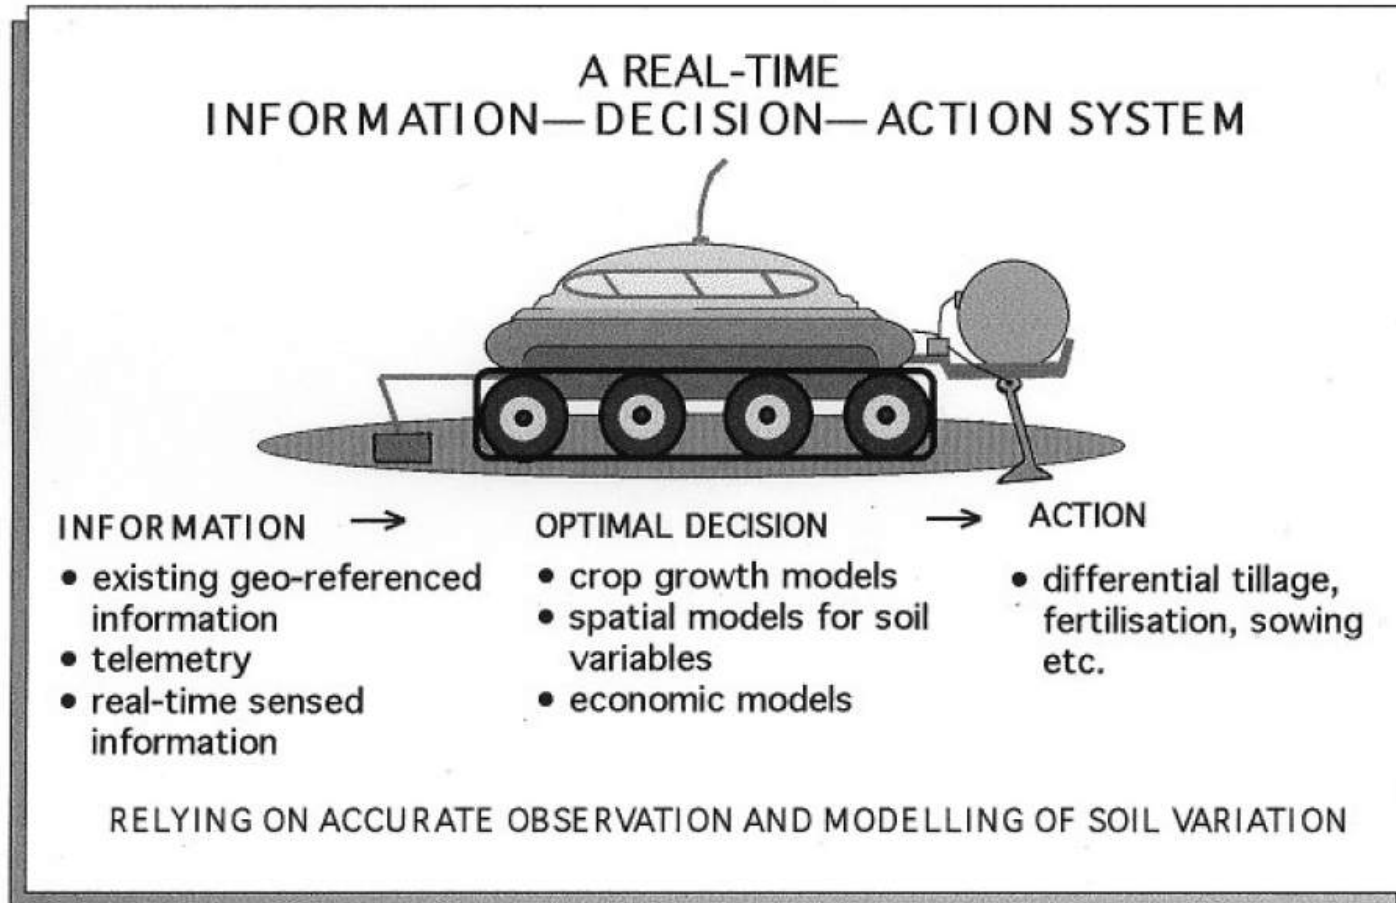 A REAL-TIME
INFORMATION—DECISION—ACTION SYSTEM
INFORMATION →
• existing geo-referenced
information
• telemetry
• real-time sensed
information
OPTIMAL DECISION →
• crop growth models
• spatial models for soil
variables
• economic models
ACTION
• differential tillage,
fertilisation, sowing
etc.
RELYING ON ACCURATE OBSERVATION AND MODELLING OF SOIL VARIATION